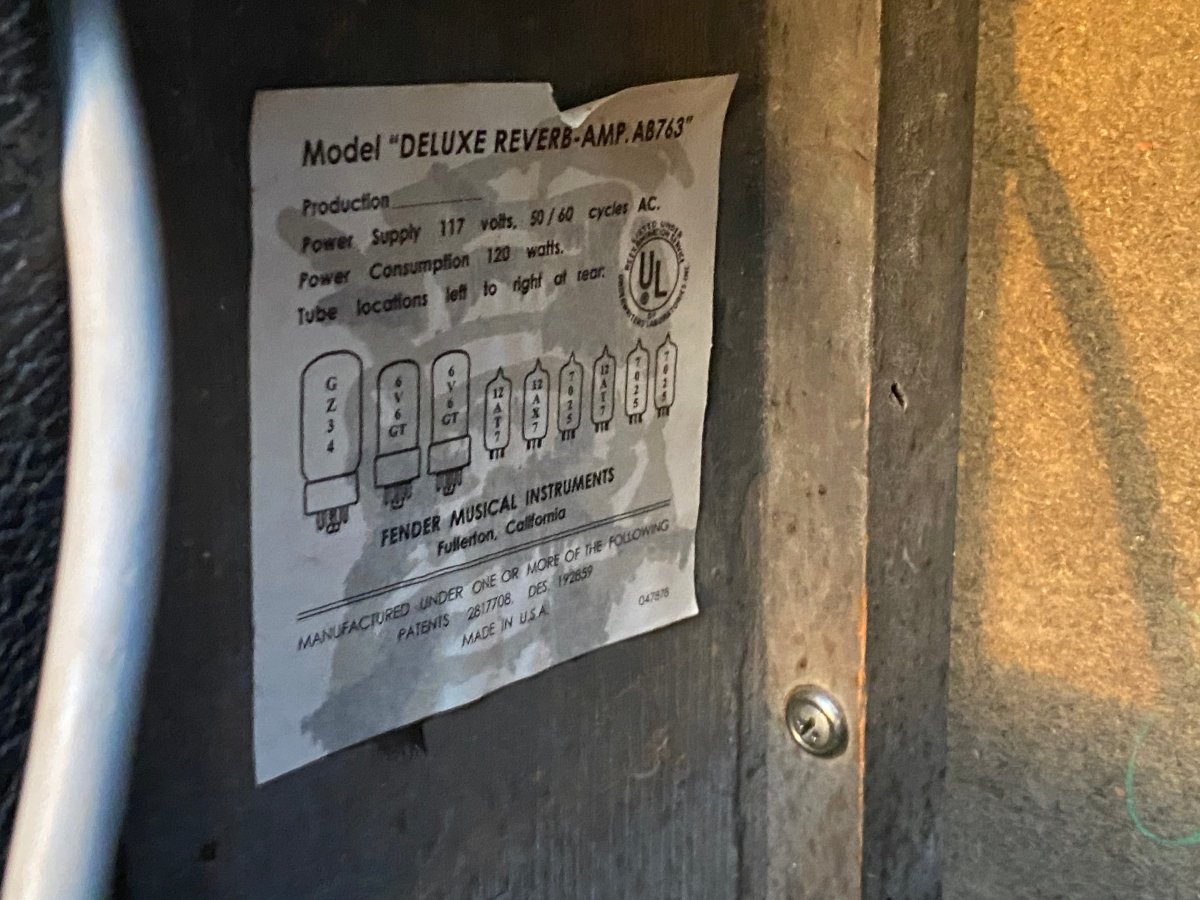 Model "DELUXE REVERB-AMP. AB763"
Production
Power Supply 117 volts, 50/60 cycles AC.
Power Consumption 120 watts.
Tube locations left to right at rear:
UL
GZ34 6V6GT 6V6GT 12AT7 12AX7 7025 12AT7 7025 7025
FENDER MUSICAL INSTRUMENTS
Fullerton, California
MANUFACTURED UNDER ONE OR MORE OF THE FOLLOWING
PATENTS 2817708, DES. 192859
MADE IN U.S.A.
047878